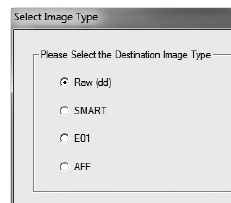 Select Image Type
Please Select the Destination Image Type
Raw (dd)
SMART
E01
AFF